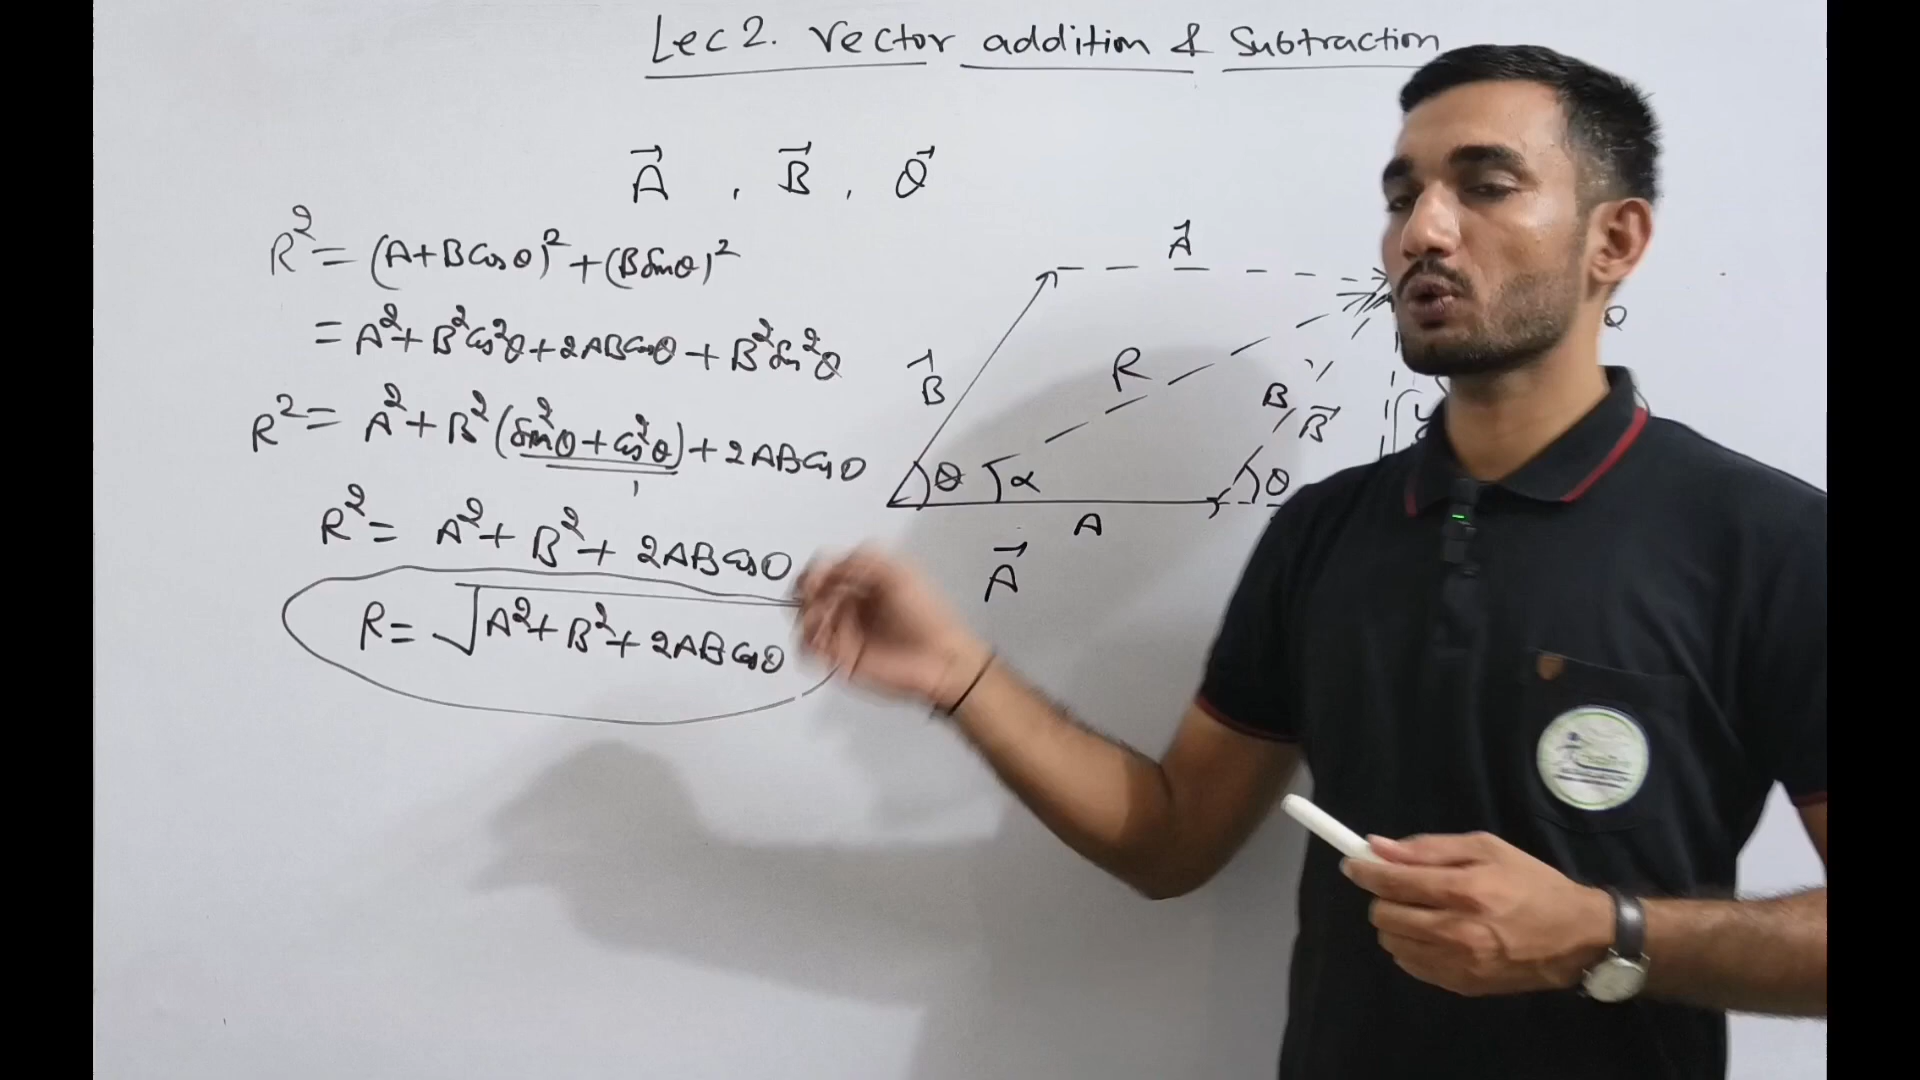 Lec 2. Vector addition & Subtraction
A⃗ , B⃗ , θ⃗
R² = (A+BCosθ)² + (BSinθ)²
= A² + B²Cos²θ + 2ABCosθ + B²Sin²θ
R² = A² + B²(Sin²θ + Cos²θ) + 2ABCosθ
1
R² = A² + B² + 2ABCosθ
R = √A² + B² + 2ABCosθ
A⃗
B⃗
R
B
B⃗
θ
α
θ
A
A⃗